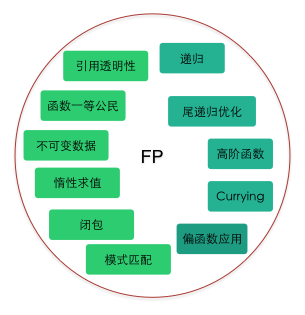 引用透明性
递归
函数一等公民
尾递归优化
不可变数据
高阶函数
FP
惰性求值
Currying
闭包
偏函数应用
模式匹配